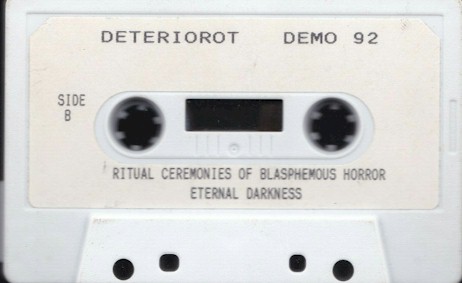 DETERIOROT DEMO 92
SIDE
B
RITUAL CEREMONIES OF BLASPHEMOUS HORROR
ETERNAL DARKNESS